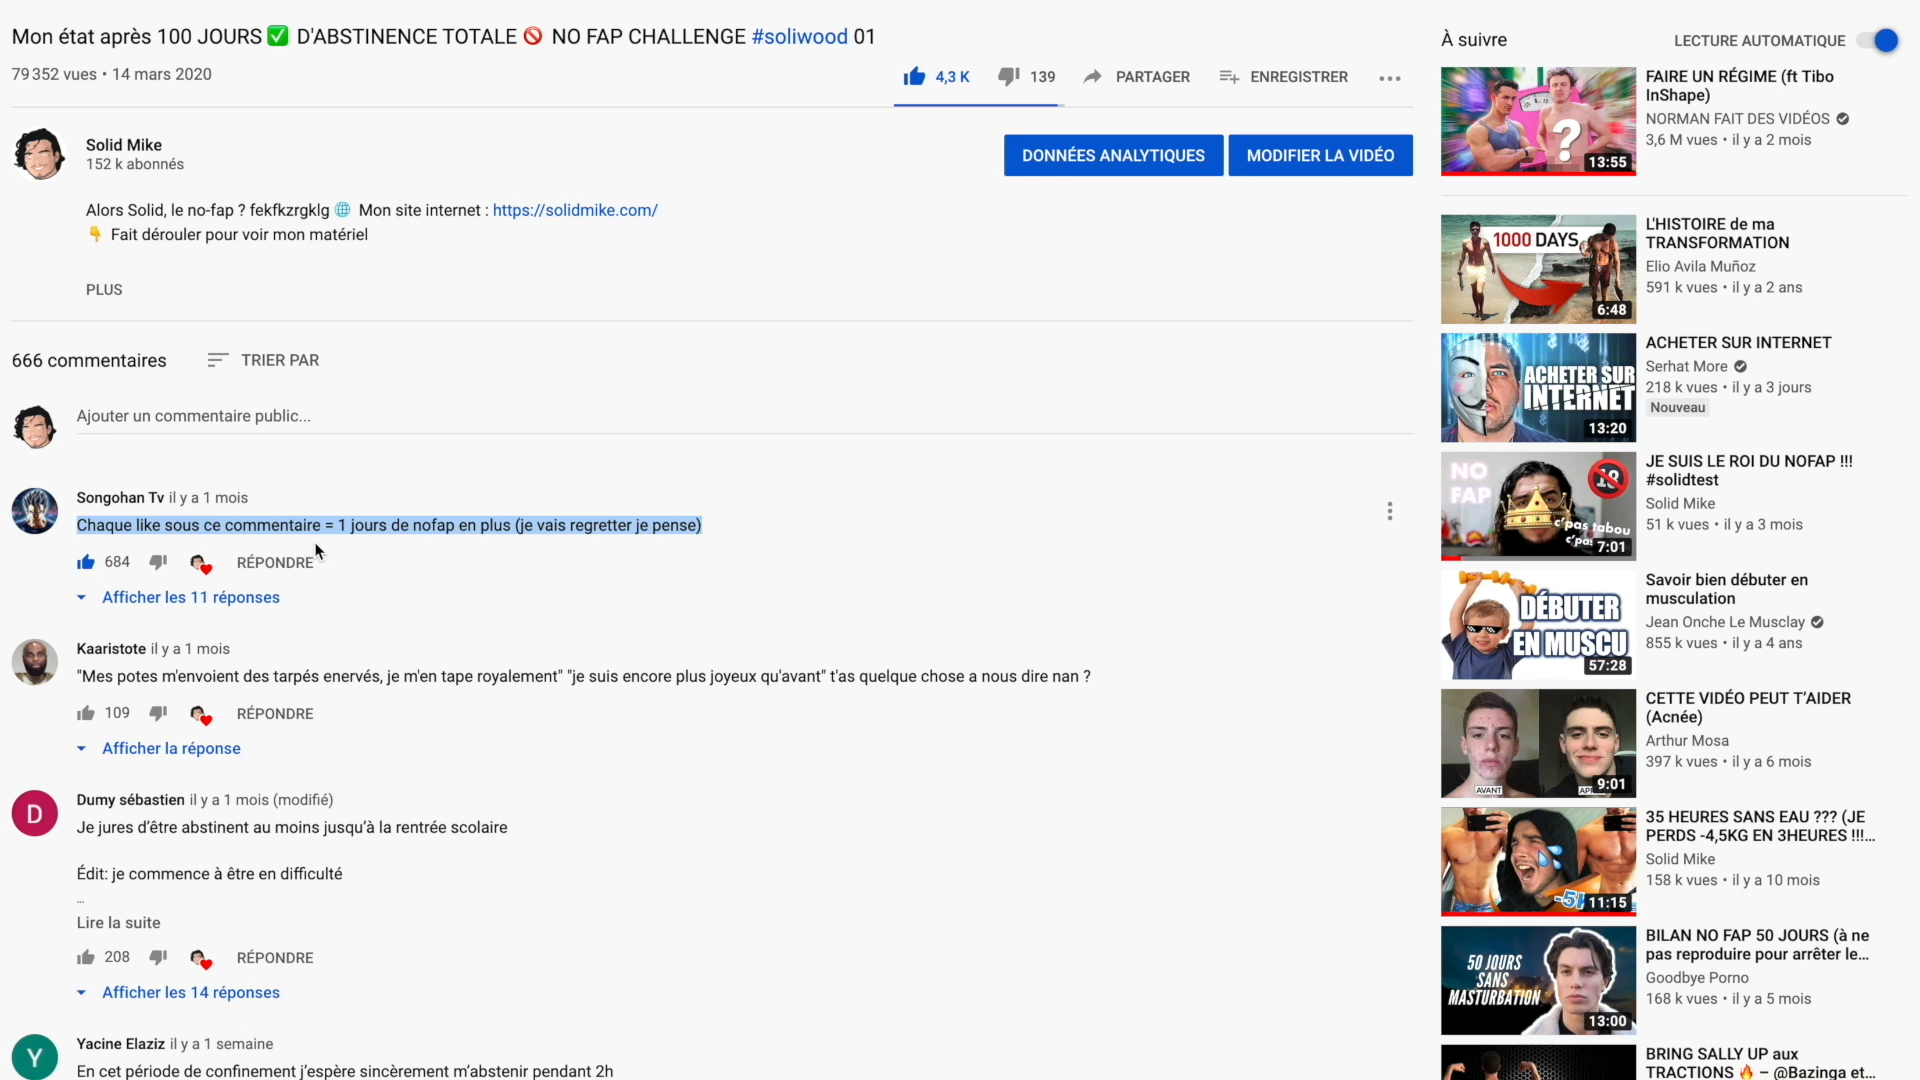 Mon état après 100 JOURS ✅ D'ABSTINENCE TOTALE 🚫 NO FAP CHALLENGE #soliwood 01
79 352 vues • 14 mars 2020
4,3 K
139
PARTAGER
ENREGISTRER
Solid Mike
152 k abonnés
DONNÉES ANALYTIQUES
MODIFIER LA VIDÉO
Alors Solid, le no-fap ? fekfkzrgklg 🌐 Mon site internet : https://solidmike.com/
👇 Fait dérouler pour voir mon matériel
PLUS
666 commentaires
TRIER PAR
Ajouter un commentaire public...
Songohan Tv il y a 1 mois
Chaque like sous ce commentaire = 1 jours de nofap en plus (je vais regretter je pense)
684
RÉPONDRE
Afficher les 11 réponses
Kaaristote il y a 1 mois
"Mes potes m'envoient des tarpés enervés, je m'en tape royalement" "je suis encore plus joyeux qu'avant" t'as quelque chose a nous dire nan ?
109
RÉPONDRE
Afficher la réponse
D
Dumy sébastien il y a 1 mois (modifié)
Je jures d’être abstinent au moins jusqu’à la rentrée scolaire
Édit: je commence à être en difficulté
...
Lire la suite
208
RÉPONDRE
Afficher les 14 réponses
Y
Yacine Elaziz il y a 1 semaine
En cet période de confinement j’espère sincèrement m’abstenir pendant 2h
À suivre
LECTURE AUTOMATIQUE
?
13:55
FAIRE UN RÉGIME (ft Tibo
InShape)
NORMAN FAIT DES VIDÉOS
3,6 M vues • il y a 2 mois
1000 DAYS
6:48
L'HISTOIRE de ma
TRANSFORMATION
Elio Avila Muñoz
591 k vues • il y a 2 ans
ACHETER SUR
INTERNET
13:20
ACHETER SUR INTERNET
Serhat More
218 k vues • il y a 3 jours
Nouveau
NO
FAP
18
c'pas tabou
c'pas
7:01
JE SUIS LE ROI DU NOFAP !!!
#solidtest
Solid Mike
51 k vues • il y a 3 mois
DÉBUTER
EN MUSCU
57:28
Savoir bien débuter en
musculation
Jean Onche Le Musclay
855 k vues • il y a 4 ans
AVANT
9:01
CETTE VIDÉO PEUT T’AIDER
(Acnée)
Arthur Mosa
397 k vues • il y a 6 mois
11:15
35 HEURES SANS EAU ??? (JE
PERDS -4,5KG EN 3HEURES !!!...
Solid Mike
158 k vues • il y a 10 mois
50 JOURS
SANS
MASTURBATION
13:00
BILAN NO FAP 50 JOURS (à ne
pas reproduire pour arrêter le...
Goodbye Porno
168 k vues • il y a 5 mois
BRING SALLY UP aux
TRACTIONS 🔥 – @Bazinga et...